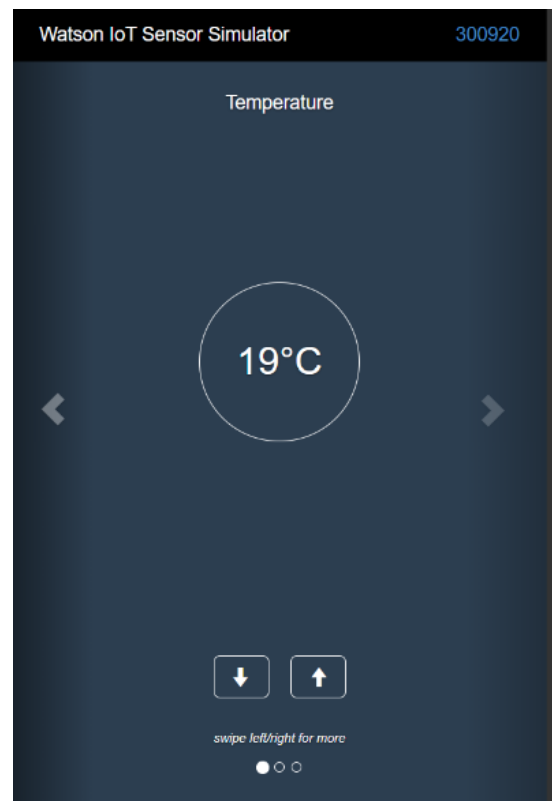 Watson IoT Sensor Simulator 300920
Temperature
19°C
swipe left/right for more